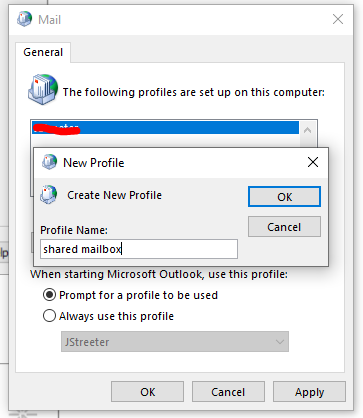 Mail
General
The following profiles are set up on this computer:
New Profile
Create New Profile
OK
Cancel
Profile Name:
shared mailbox
When starting Microsoft Outlook, use this profile:
Prompt for a profile to be used
Always use this profile
JStreeter
OK
Cancel
Apply